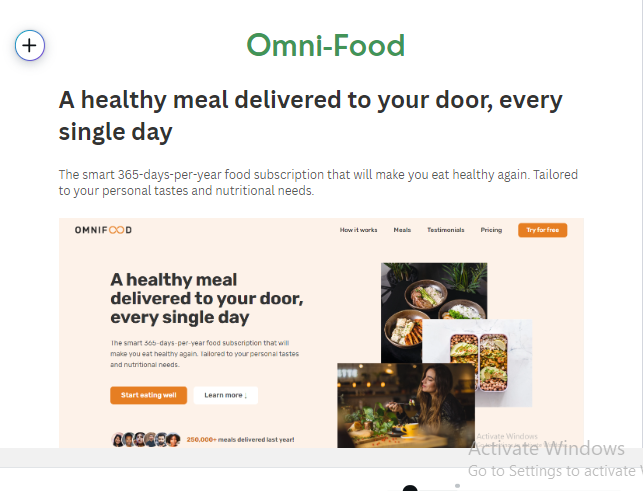 Omni-Food
A healthy meal delivered to your door, every
single day
The smart 365-days-per-year food subscription that will make you eat healthy again. Tailored
to your personal tastes and nutritional needs.
OMNIFOOD
How it works Meals Testimonials Pricing Try for free
A healthy meal
delivered to your door,
every single day
The smart 365-days-per-year food subscription that will
make you eat healthy again. Tailored to your personal tastes
and nutritional needs.
Start eating well Learn more ↓
250,000+ meals delivered last year!
Activate Windows
Activate Windows
Go to Settings to activate